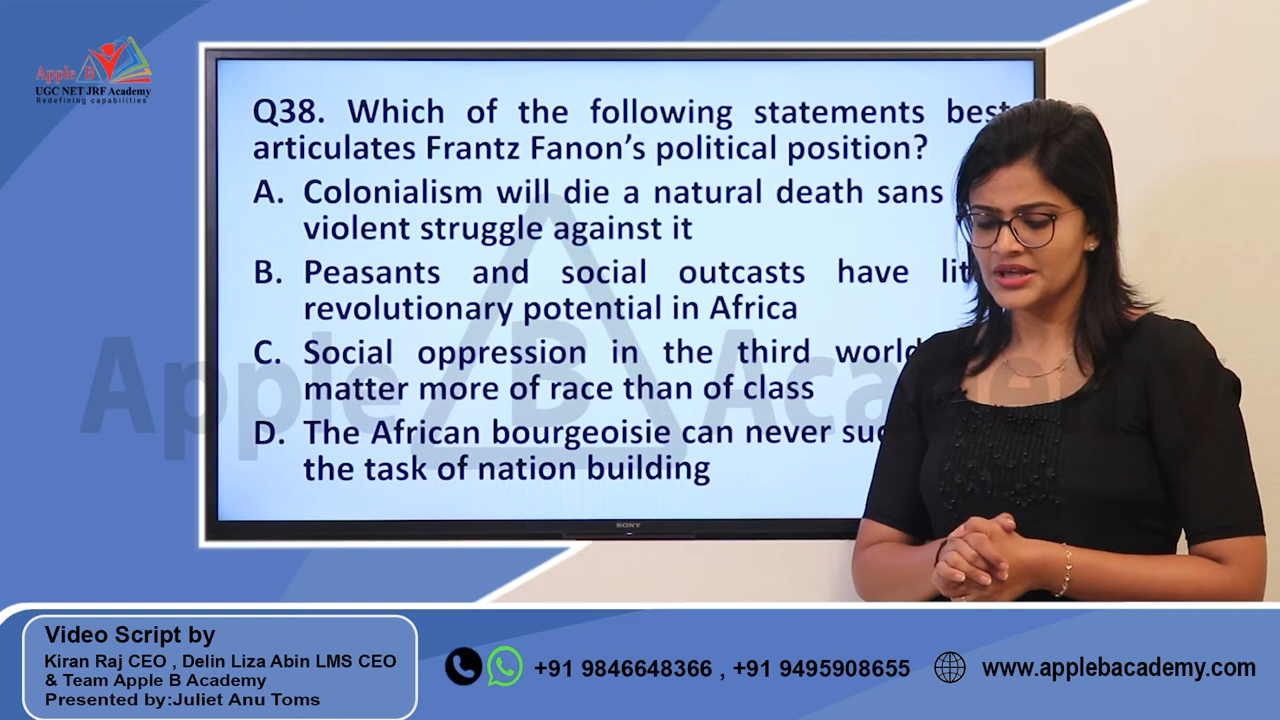 Apple B
UGC NET JRF Academy
Redefining capabilities
Q38. Which of the following statements best
articulates Frantz Fanon's political position?
A. Colonialism will die a natural death sans
violent struggle against it
B. Peasants and social outcasts have
revolutionary potential in Africa
C. Social oppression in the third world
matter more of race than of class
D. The African bourgeoisie can never
the task of nation building
Apple B Academy
SONY
Video Script by
Kiran Raj CEO , Delin Liza Abin LMS CEO
& Team Apple B Academy
Presented by:Juliet Anu Toms
+91 9846648366 , +91 9495908655
www.applebacademy.com